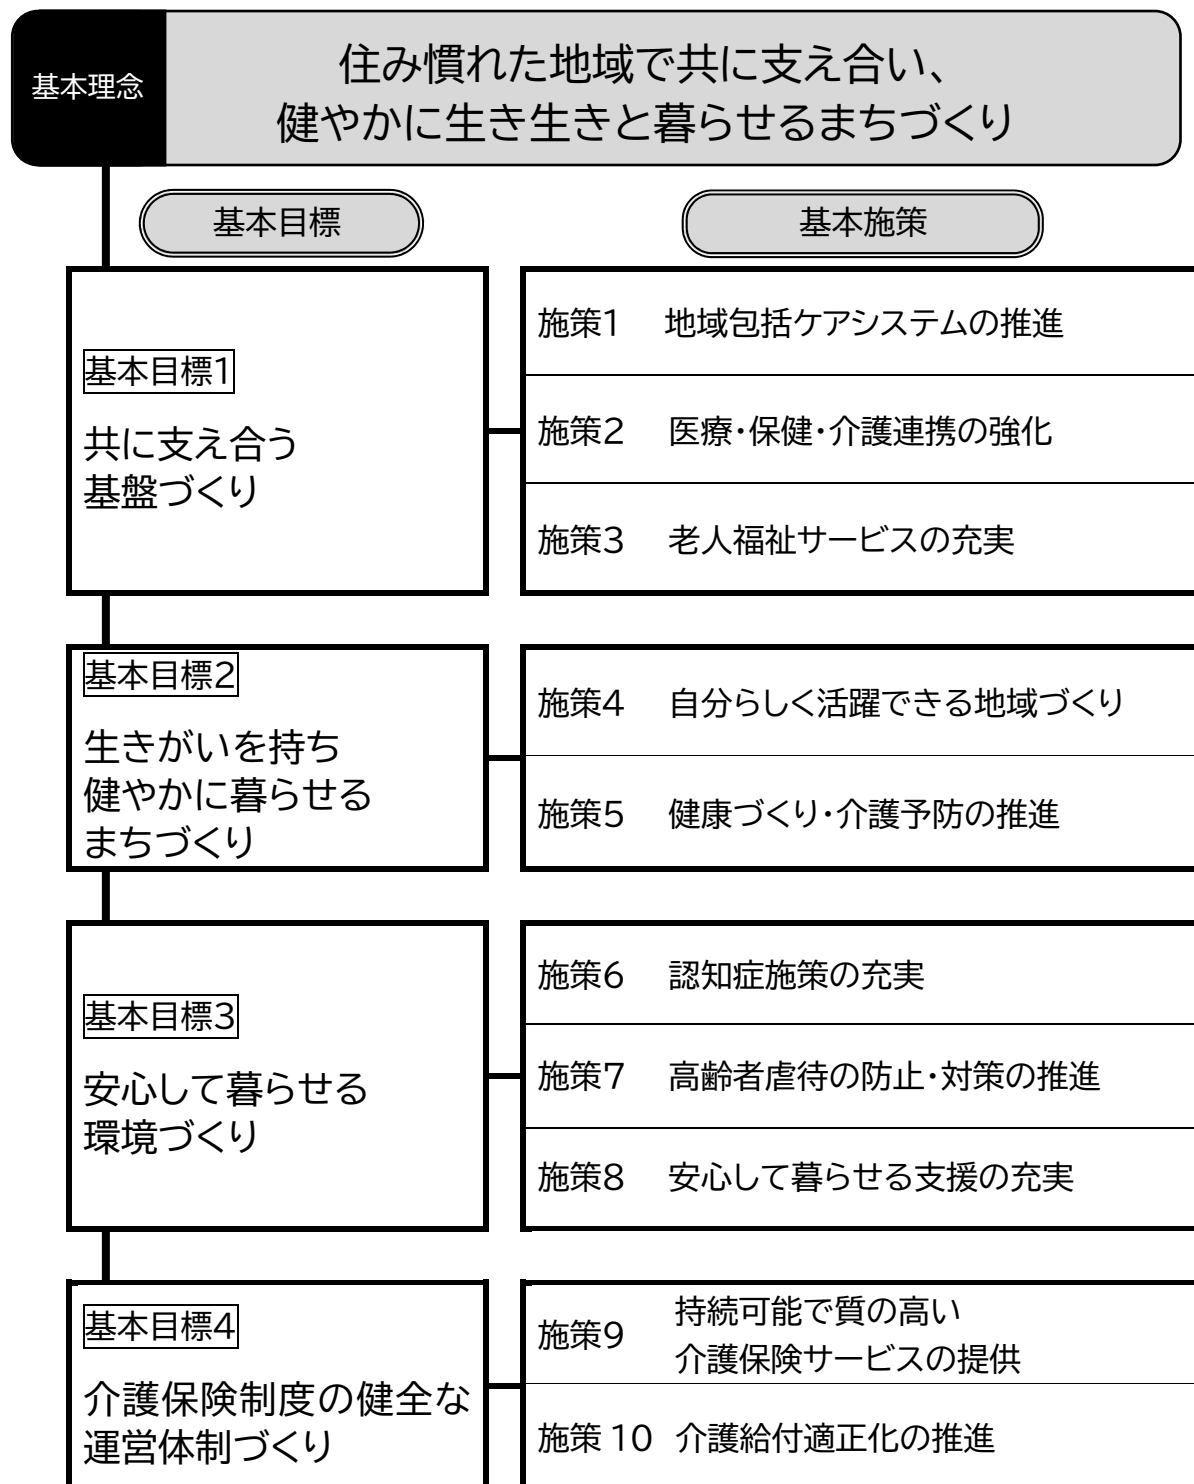 基本理念
住み慣れた地域で共に支え合い、
健やかに生き生きと暮らせるまちづくり
基本目標
基本施策
基本目標1
共に支え合う
基盤づくり
施策1 地域包括ケアシステムの推進
施策2 医療・保健・介護連携の強化
施策3 老人福祉サービスの充実
基本目標2
生きがいを持ち
健やかに暮らせる
まちづくり
施策4 自分らしく活躍できる地域づくり
施策5 健康づくり・介護予防の推進
基本目標3
安心して暮らせる
環境づくり
施策6 認知症施策の充実
施策7 高齢者虐待の防止・対策の推進
施策8 安心して暮らせる支援の充実
基本目標4
介護保険制度の健全な
運営体制づくり
施策9
持続可能で質の高い
介護保険サービスの提供
施策 10 介護給付適正化の推進